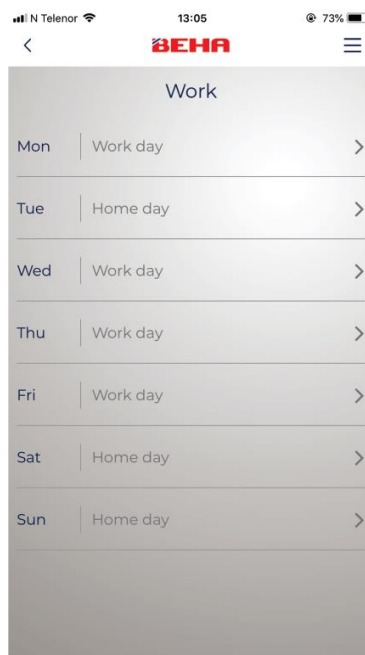 N Telenor 13:05 73%
BEHA
Work
Mon Work day
Tue Home day
Wed Work day
Thu Work day
Fri Work day
Sat Home day
Sun Home day